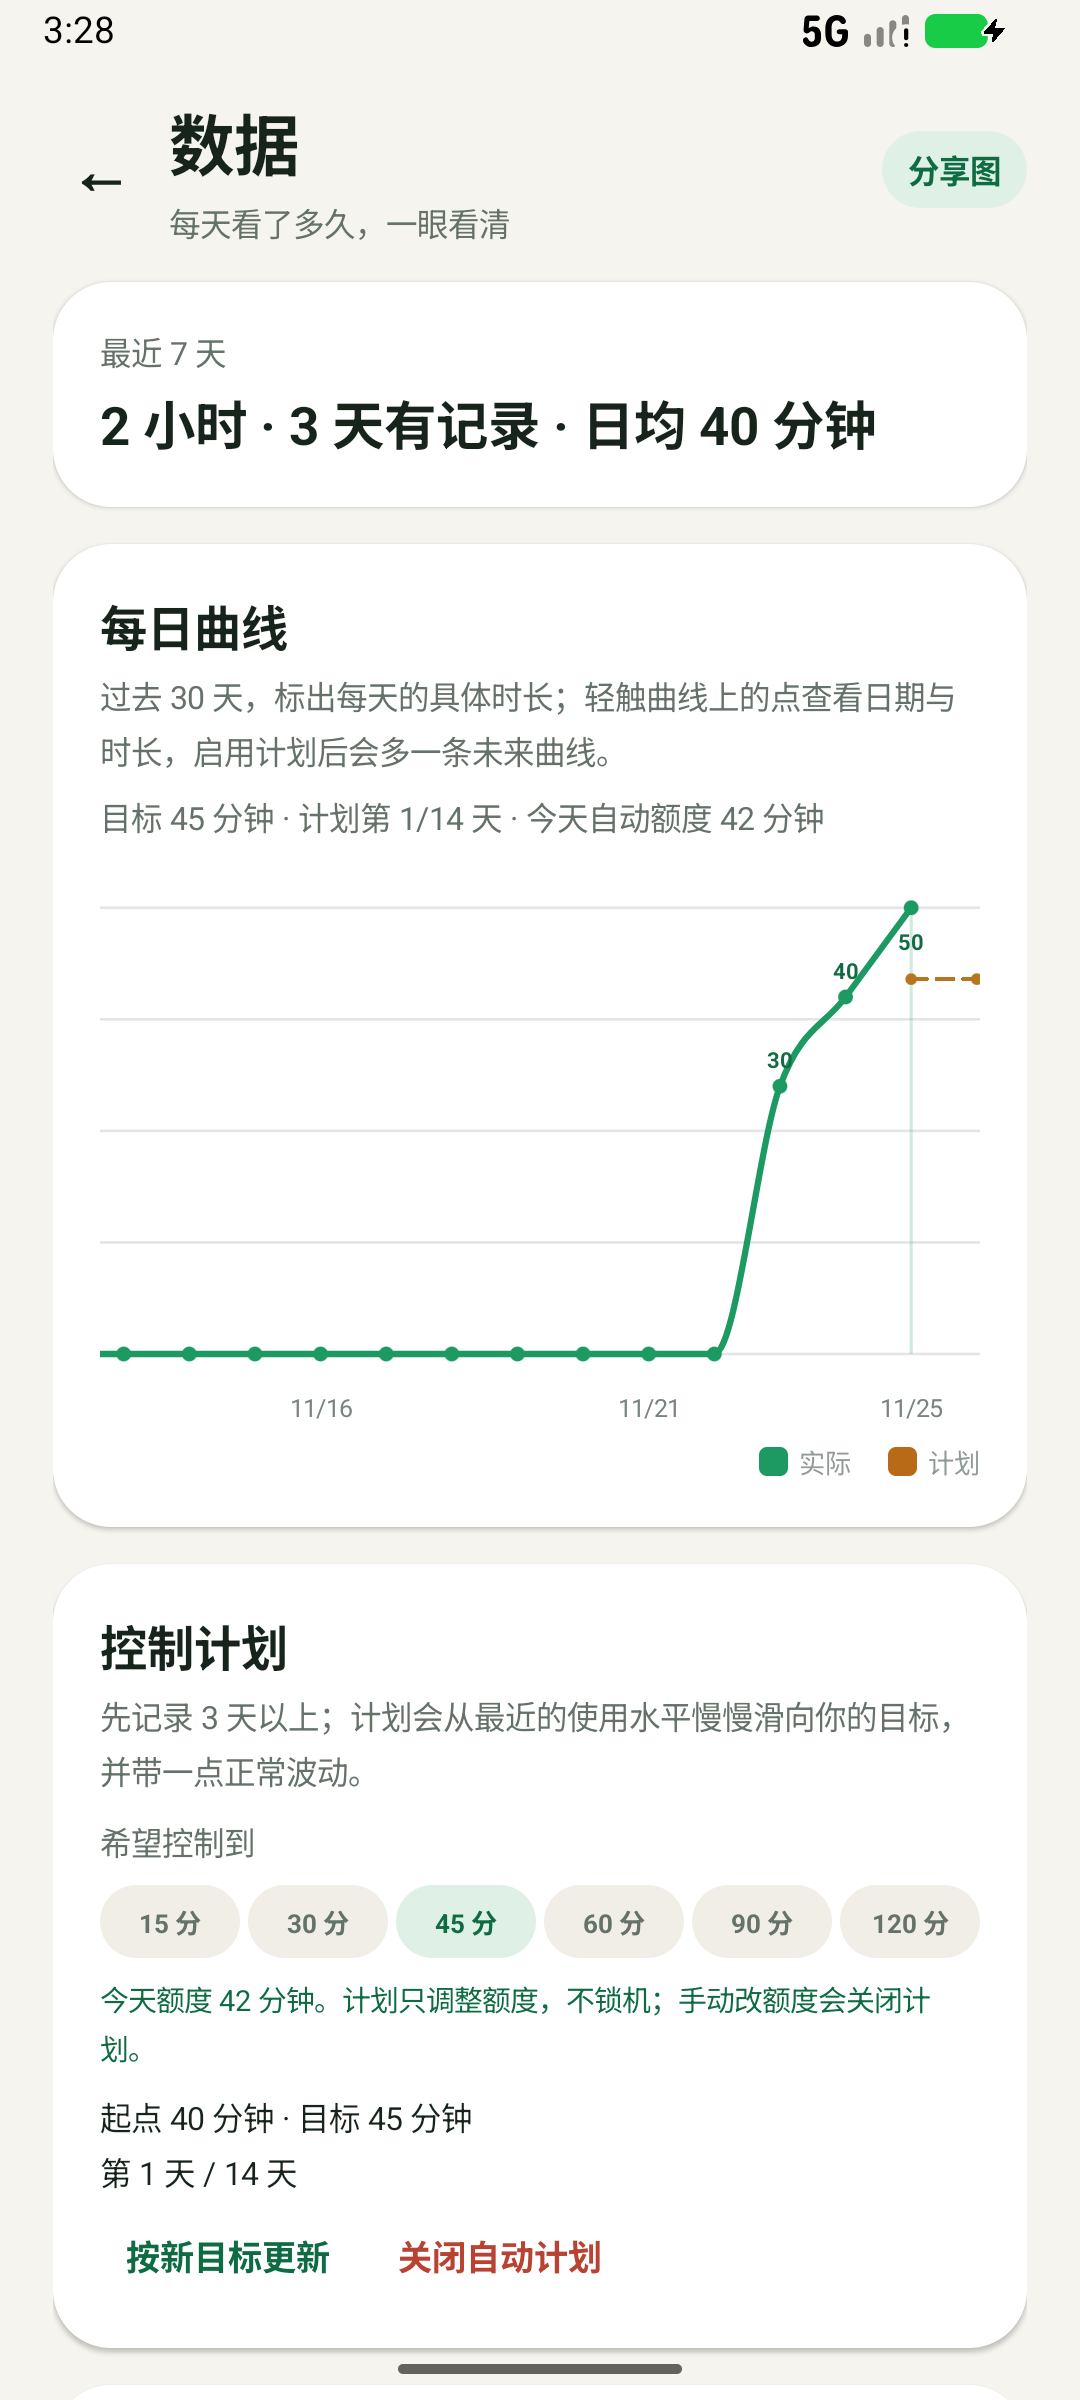 3:28
5G
数据
每天看了多久，一眼看清
分享图
最近 7 天
2 小时 · 3 天有记录 · 日均 40 分钟
每日曲线
过去 30 天，标出每天的具体时长；轻触曲线上的点查看日期与
时长，启用计划后会多一条未来曲线。
目标 45 分钟 · 计划第 1/14 天 · 今天自动额度 42 分钟
50
40
30
11/16
11/21
11/25
实际
计划
控制计划
先记录 3 天以上；计划会从最近的使用水平慢慢滑向你的目标，
并带一点正常波动。
希望控制到
15 分
30 分
45 分
60 分
90 分
120 分
今天额度 42 分钟。计划只调整额度，不锁机；手动改额度会关闭计
划。
起点 40 分钟 · 目标 45 分钟
第 1 天 / 14 天
按新目标更新
关闭自动计划